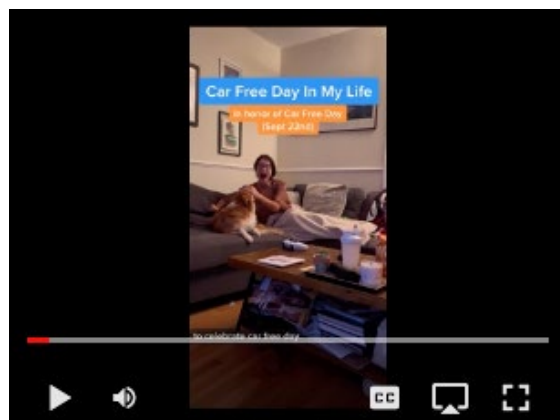 Car Free Day In My Life
in honor of Car Free Day
(Sept 22nd)
to celebrate car free day
CC